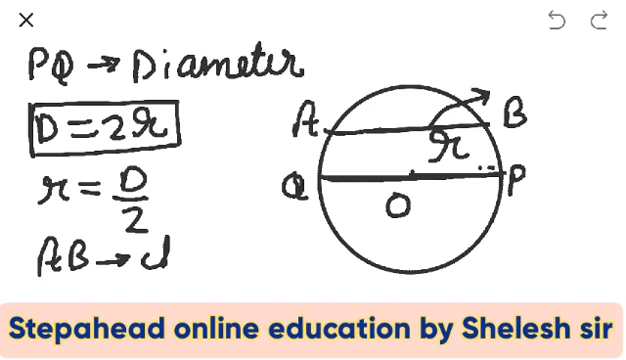 PQ → Diameter
D = 2r
r = D/2
AB → d
A
B
r
Q
P
O
Stepahead online education by Shelesh sir